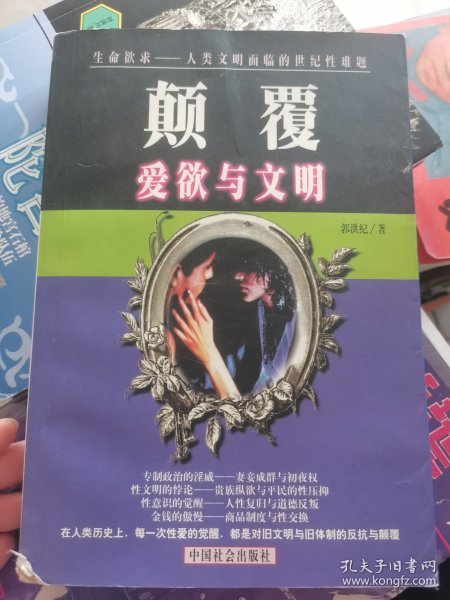 生命欲求——人类文明面临的世纪性难题
颠覆
爱欲与文明
郭洪纪/著
专制政治的淫威——妻妾成群与初夜权
性文明的悖论——贵族纵欲与平民的性压抑
性意识的觉醒——人性复归与道德反叛
金钱的傲慢——商品制度与性交换
在人类历史上，每一次性爱的觉醒，都是对旧文明与旧体制的反抗与颠覆
中国社会出版社
孔夫子旧书网
www.kongfz.com